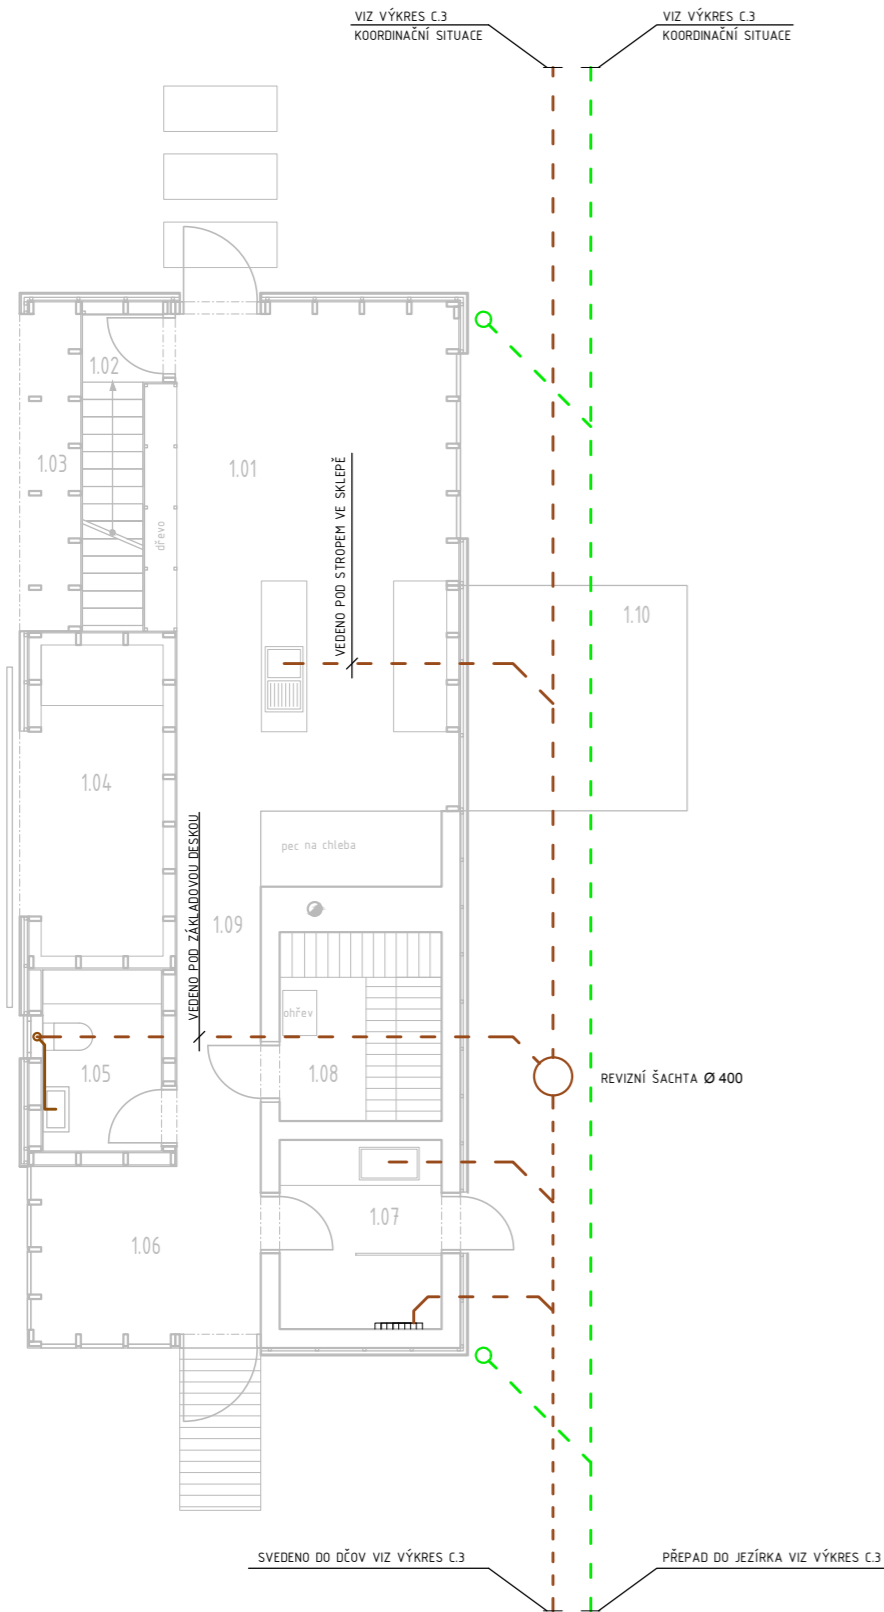 VIZ VÝKRES C.3
KOORDINAČNÍ SITUACE
VIZ VÝKRES C.3
KOORDINAČNÍ SITUACE
1.02
1.03
1.01
dřevo
VEDENO POD STROPEM VE SKLEPĚ
1.10
1.04
pec na chleba
VEDENO POD ZÁKLADOVOU DESKOU
1.09
ohřev
1.05
1.08
REVIZNÍ ŠACHTA Ø 400
1.07
1.06
SVEDENO DO DČOV VIZ VÝKRES C.3
PŘEPAD DO JEZÍRKA VIZ VÝKRES C.3